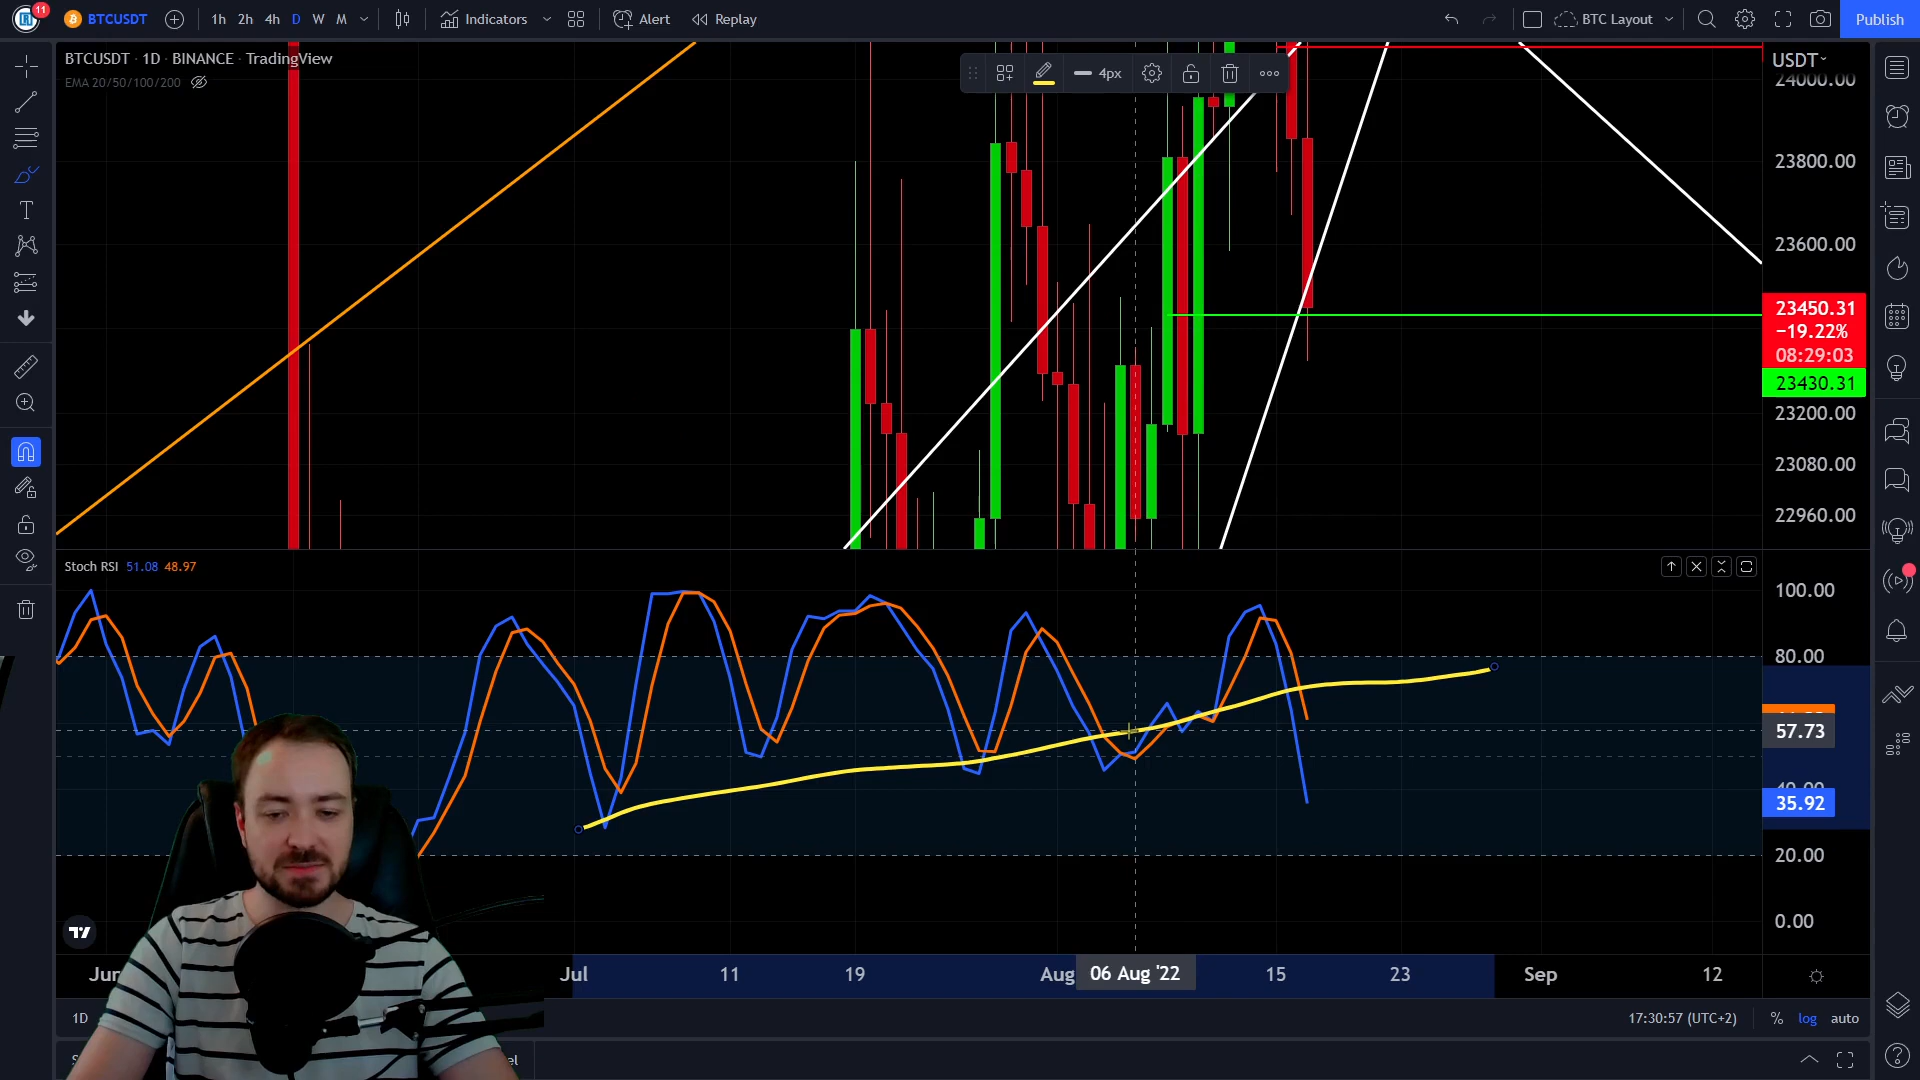 11
BTCUSDT
1h 2h 4h D W M
Indicators
Alert
Replay
BTC Layout
Publish
BTCUSDT · 1D · BINANCE · TradingView
EMA 20/50/100/200
4px
USDT
24000.00
23800.00
23600.00
23450.31
−19.22%
08:29:03
23430.31
23200.00
23080.00
22960.00
Stoch RSI 51.08 48.97
100.00
80.00
57.73
40.00
35.92
20.00
0.00
Jul 11 19 Aug 06 Aug '22 15 23 Sep 12
1D
17:30:57 (UTC+2) % log auto